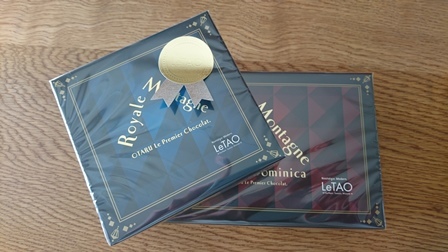 Royale Montagne
OTARU Le Premier Chocolat.
LeTAO
Montagne
ominica
Le Premier Chocolat.
LeTAO